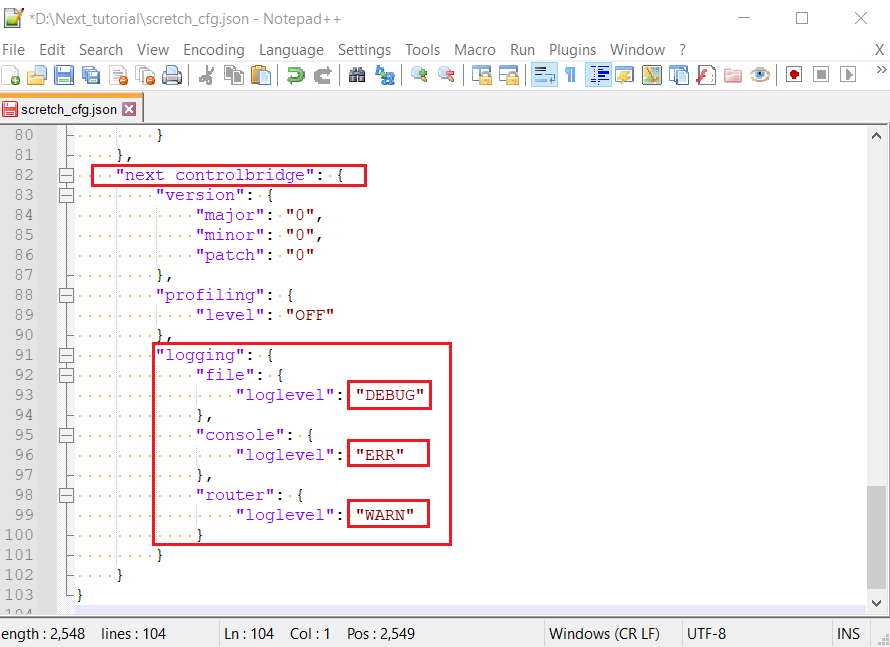 *D:\Next_tutorial\scretch_cfg.json - Notepad++
File Edit Search View Encoding Language Settings Tools Macro Run Plugins Window ? X
scretch_cfg.json
80 }
81 },
82 "next controlbridge": {
83 "version": {
84 "major": "0",
85 "minor": "0",
86 "patch": "0"
87 },
88 "profiling": {
89 "level": "OFF"
90 },
91 "logging": {
92 "file": {
93 "loglevel": "DEBUG"
94 },
95 "console": {
96 "loglevel": "ERR"
97 },
98 "router": {
99 "loglevel": "WARN"
100 }
101 }
102 }
103 }
104
ength : 2,548 lines : 104 Ln : 104 Col : 1 Pos : 2,549 Windows (CR LF) UTF-8 INS